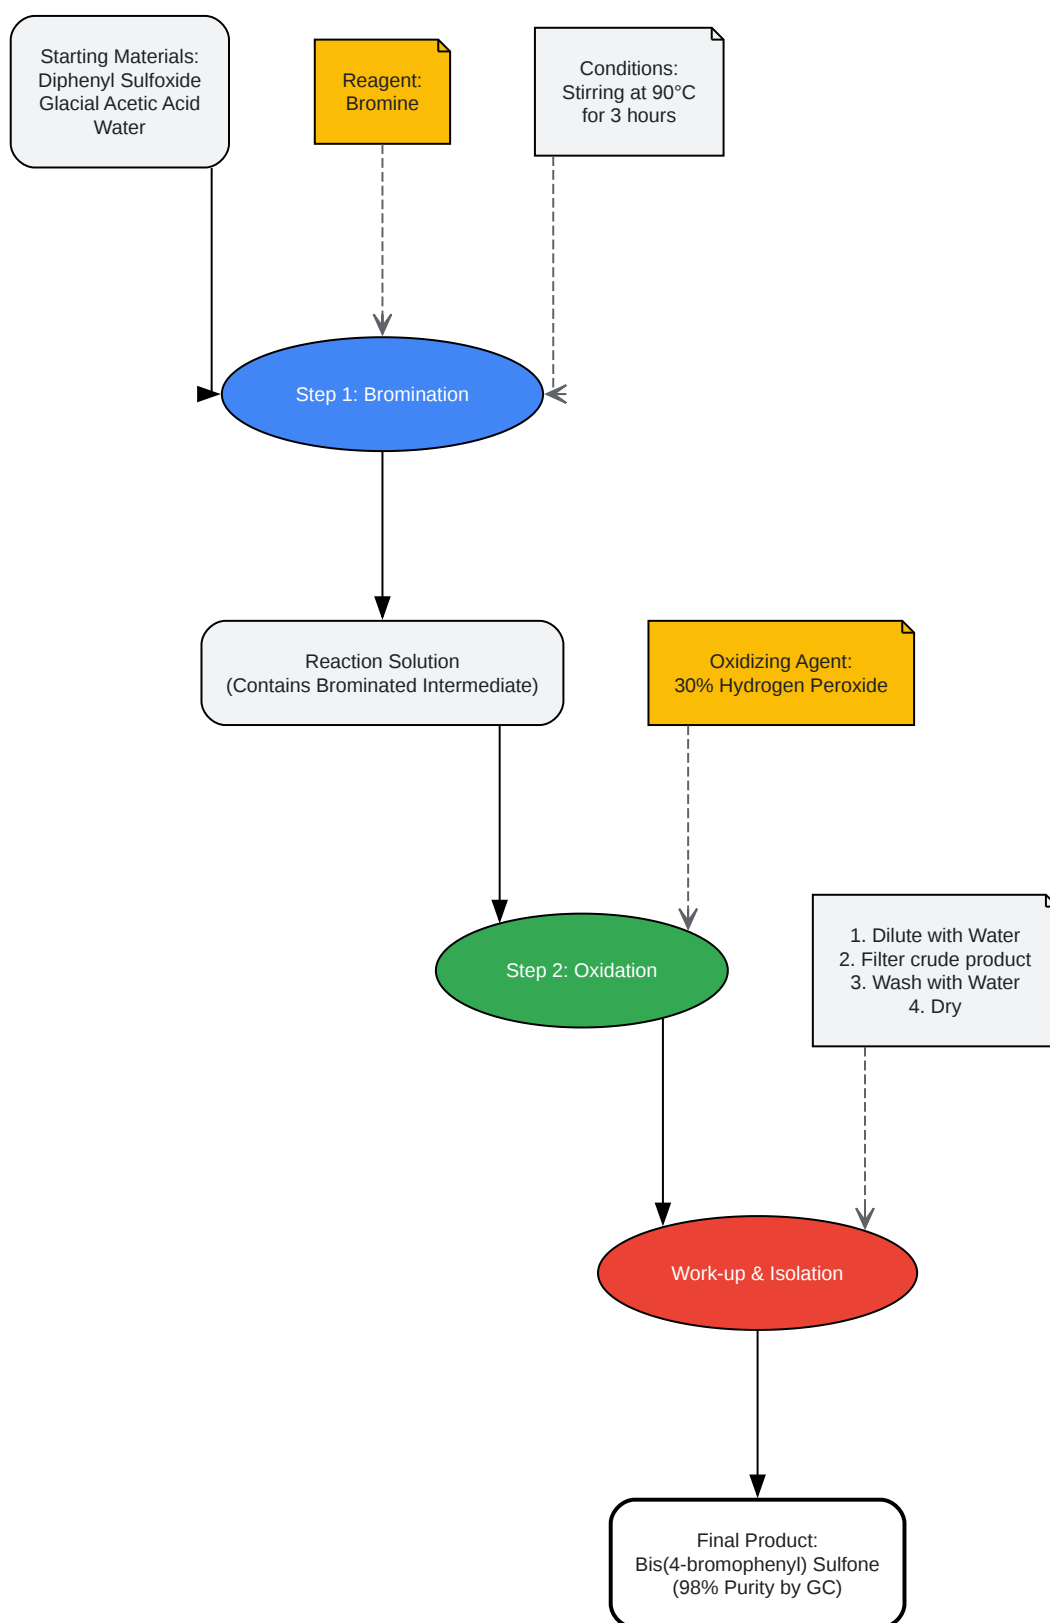 Starting Materials:
Diphenyl Sulfoxide
Glacial Acetic Acid
Water
Reagent:
Bromine
Conditions:
Stirring at 90°C
for 3 hours
Step 1: Bromination
Reaction Solution
(Contains Brominated Intermediate)
Oxidizing Agent:
30% Hydrogen Peroxide
Step 2: Oxidation
1. Dilute with Water
2. Filter crude product
3. Wash with Water
4. Dry
Work-up & Isolation
Final Product:
Bis(4-bromophenyl) Sulfone
(98% Purity by GC)